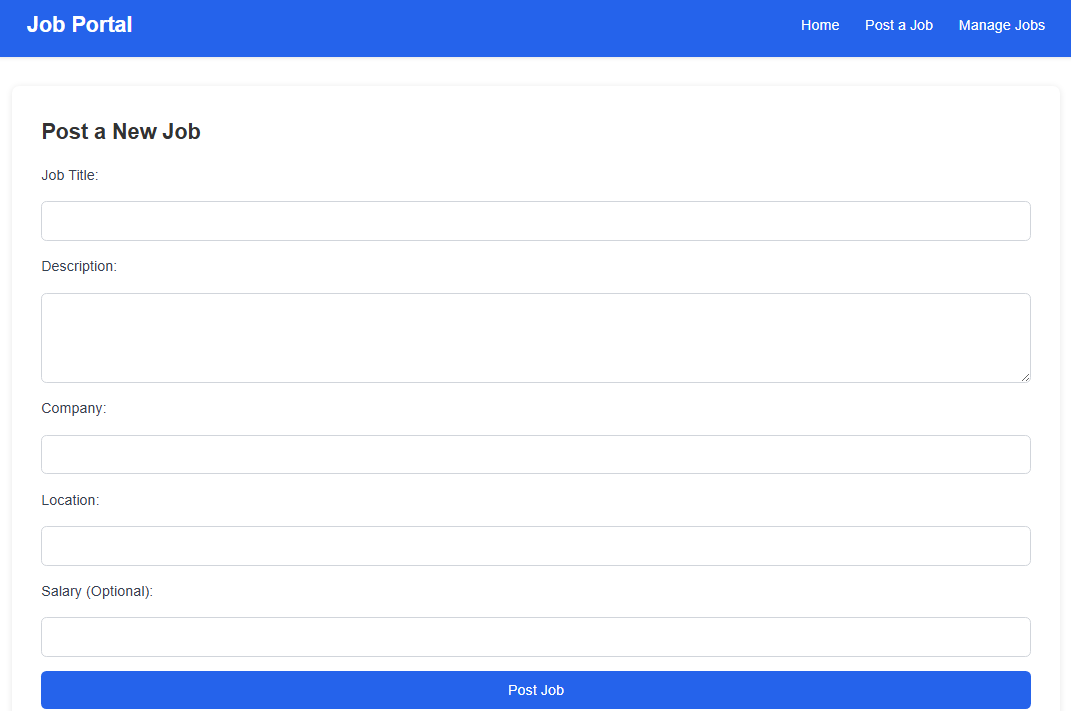 Job Portal
Home Post a Job Manage Jobs
Post a New Job
Job Title:
Description:
Company:
Location:
Salary (Optional):
Post Job